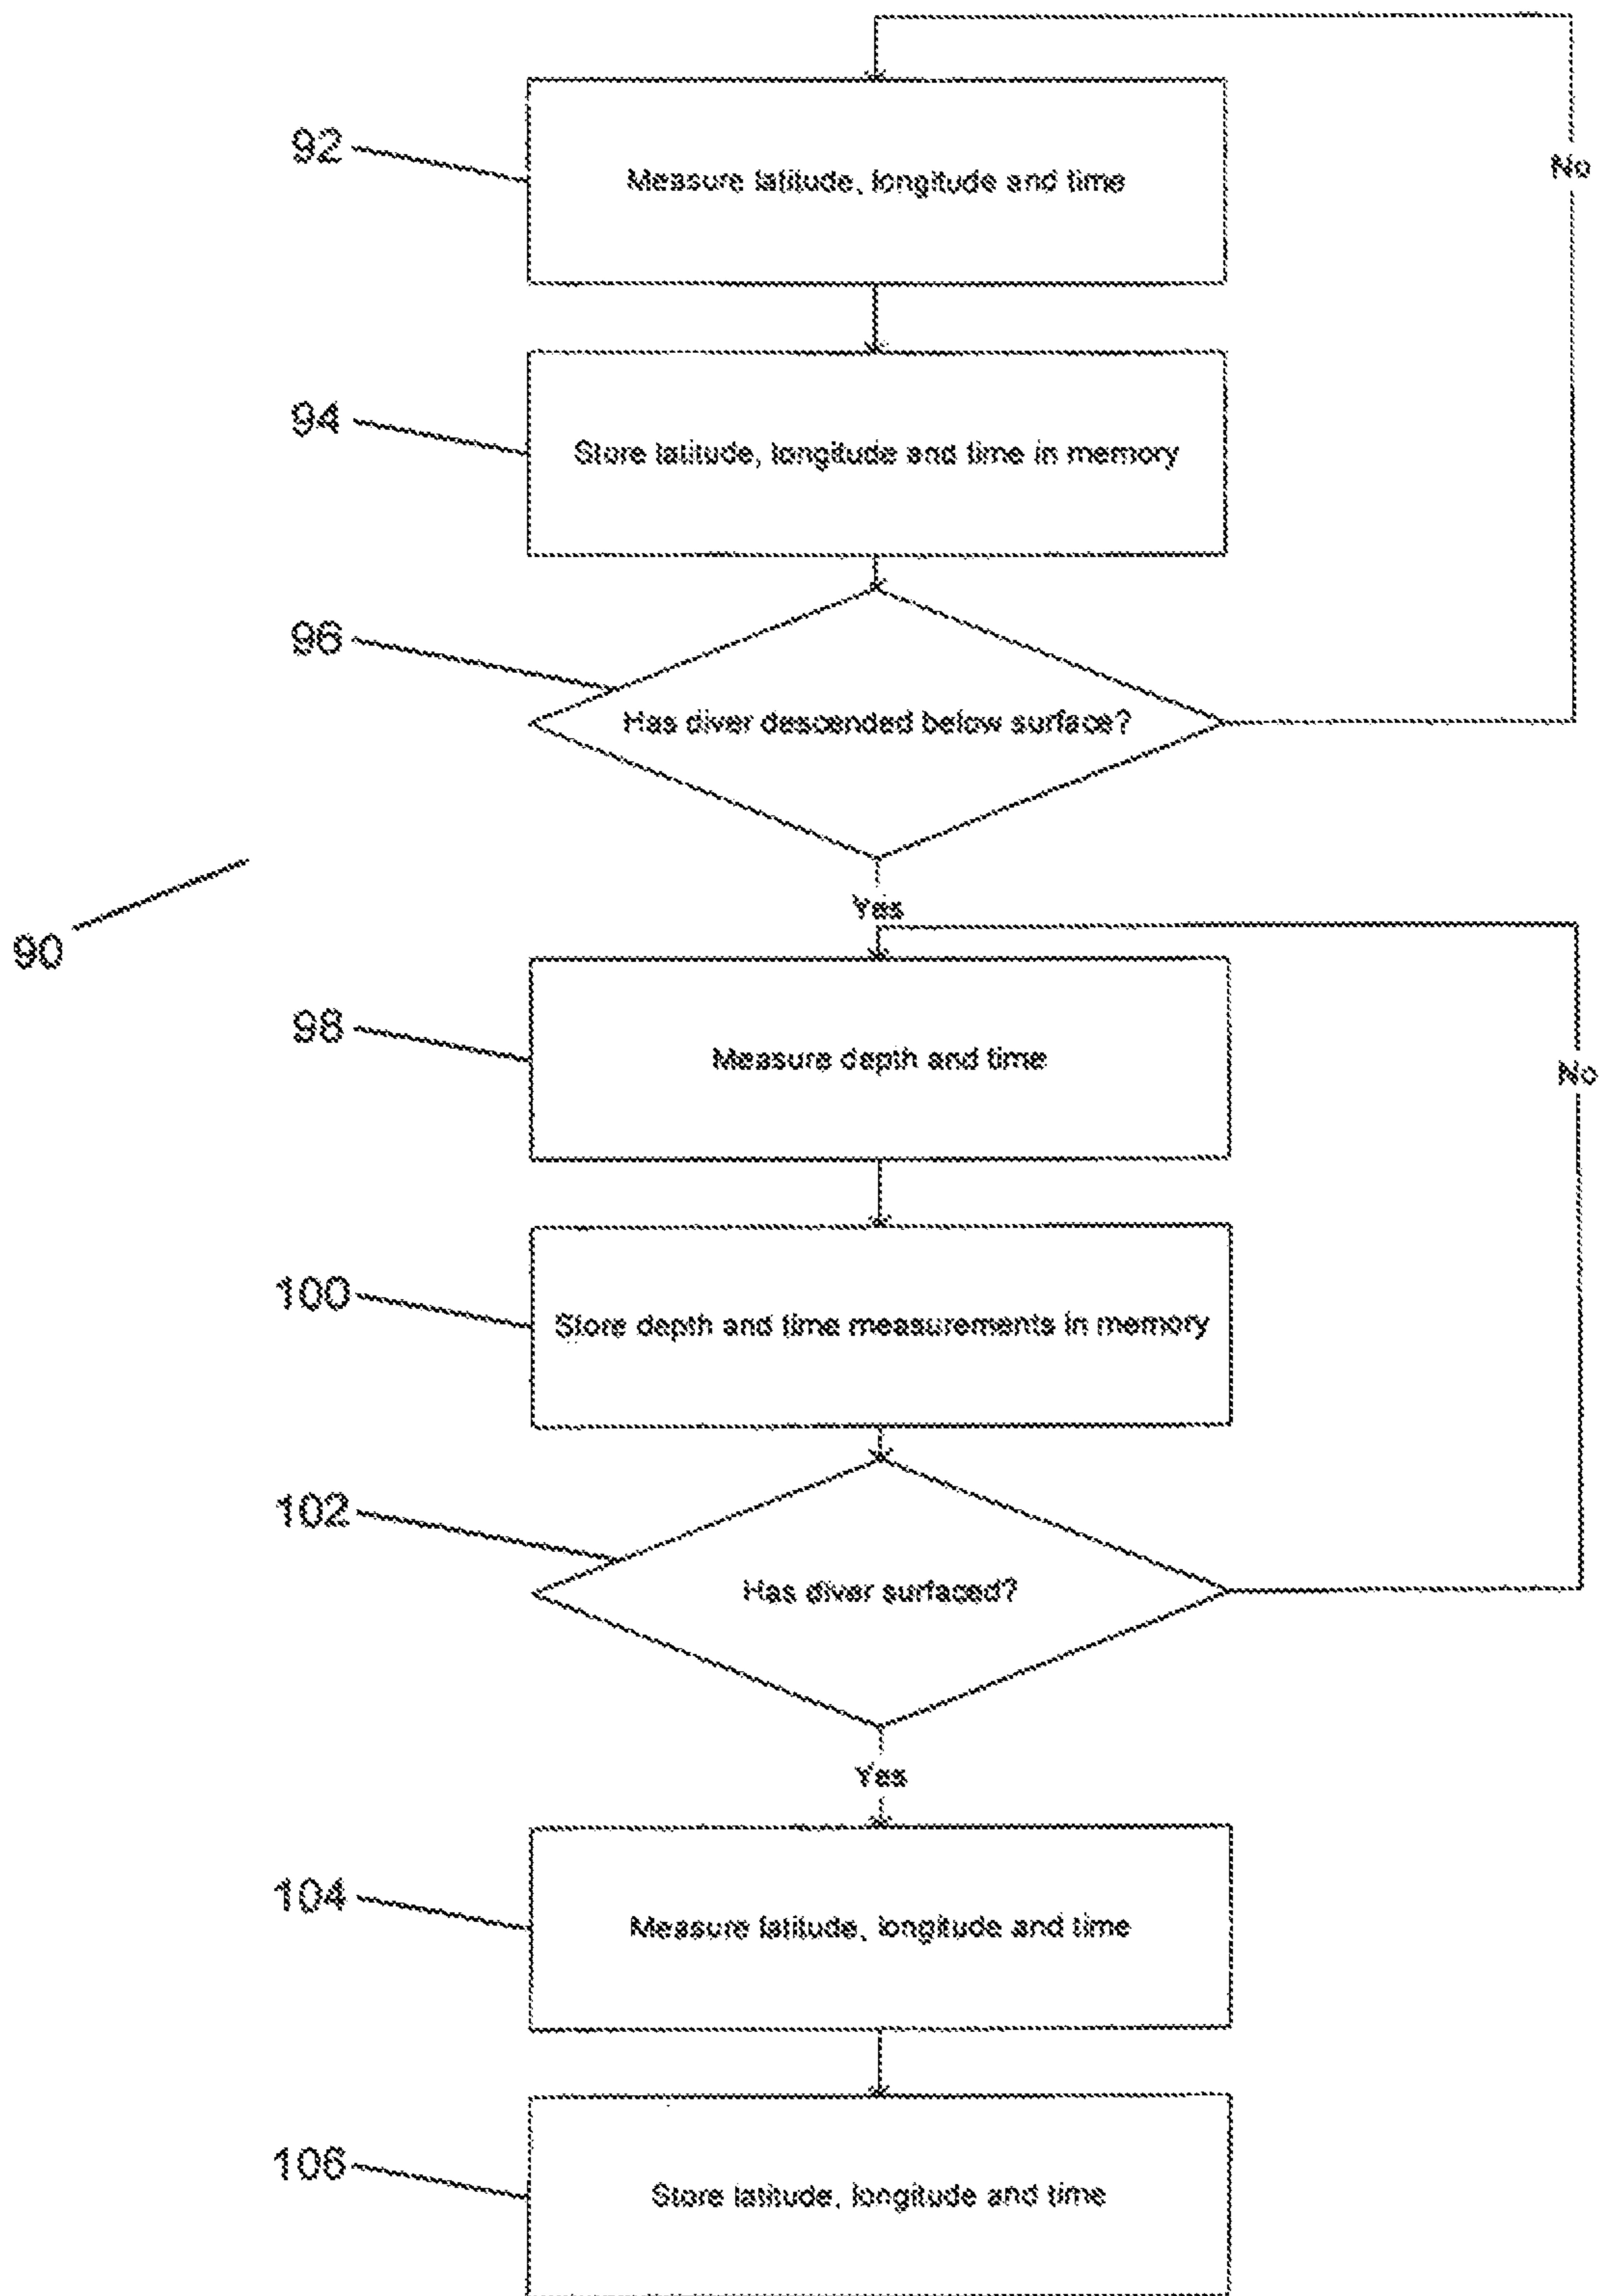 92
Measure latitude, longitude and time
No
94
Store latitude, longitude and time in memory
96
Has diver descended below surface?
Yes
90
98
Measure depth and time
No
100
Store depth and time measurements in memory
102
Has diver surfaced?
Yes
104
Measure latitude, longitude and time
106
Store latitude, longitude and time